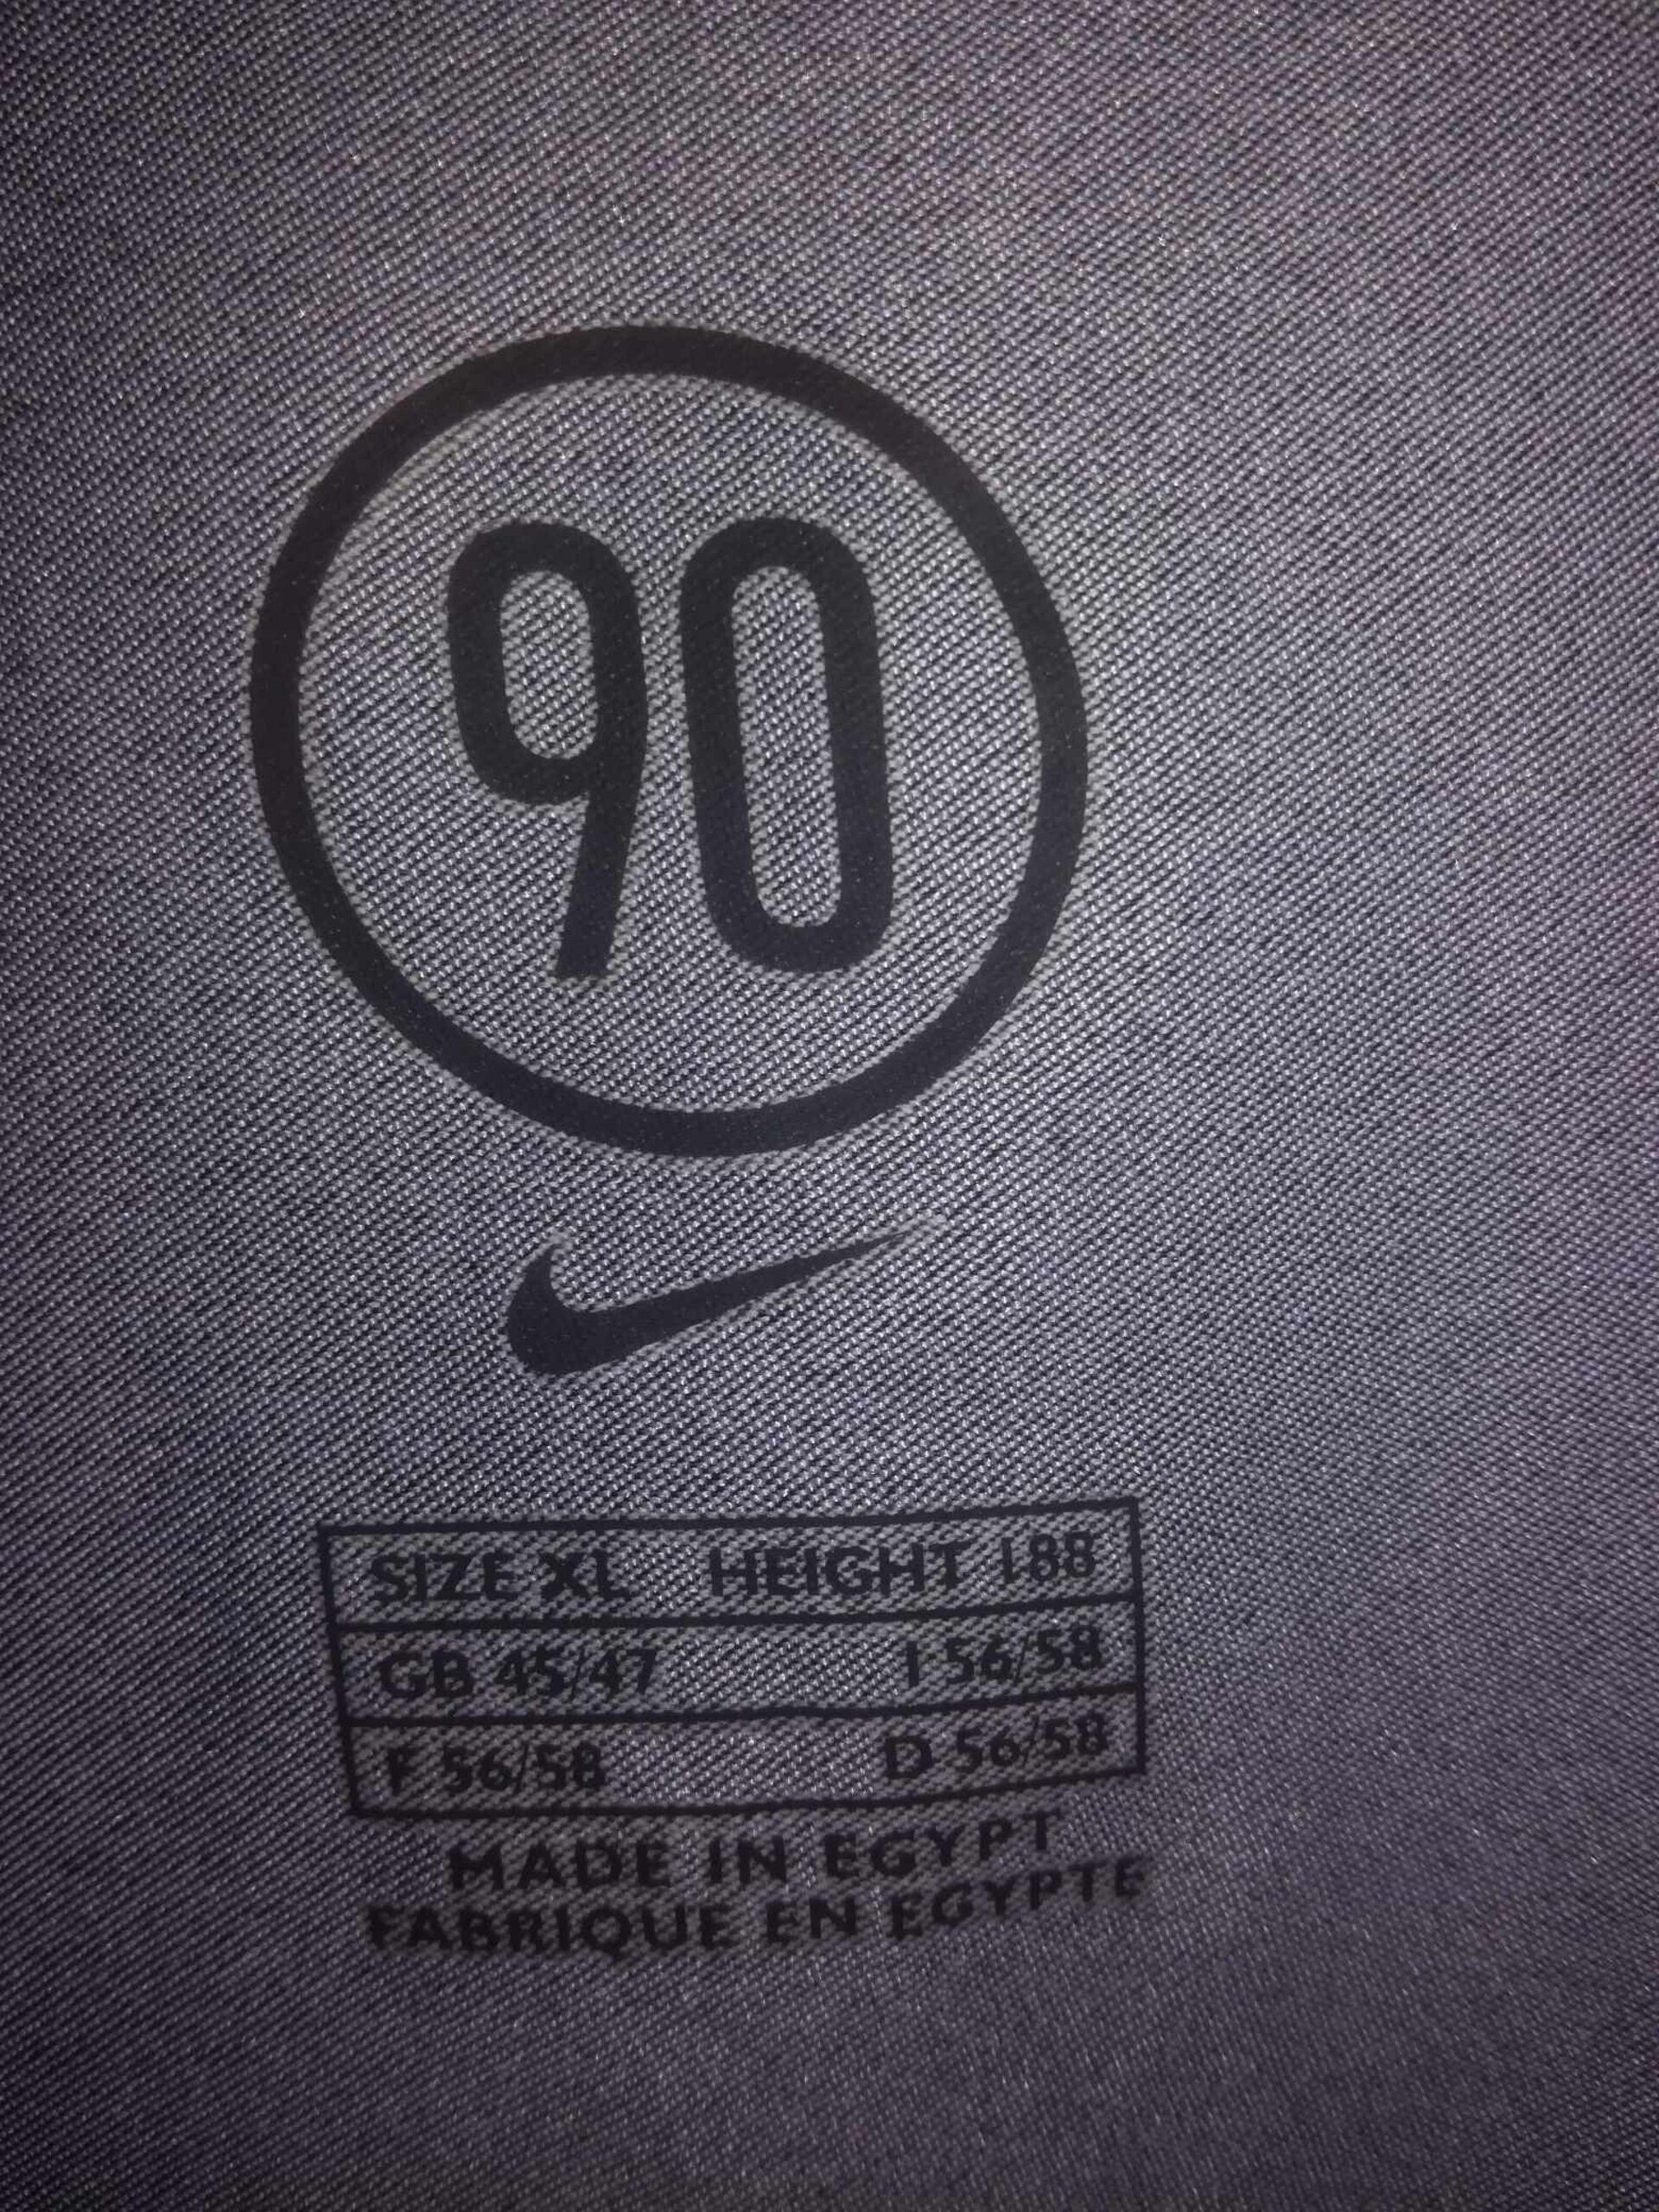 90
SIZE XL HEIGHT 188
GB 45/47 I 56/58
F 56/58 D 56/58
MADE IN EGYPT
FABRIQUE EN EGYPTE